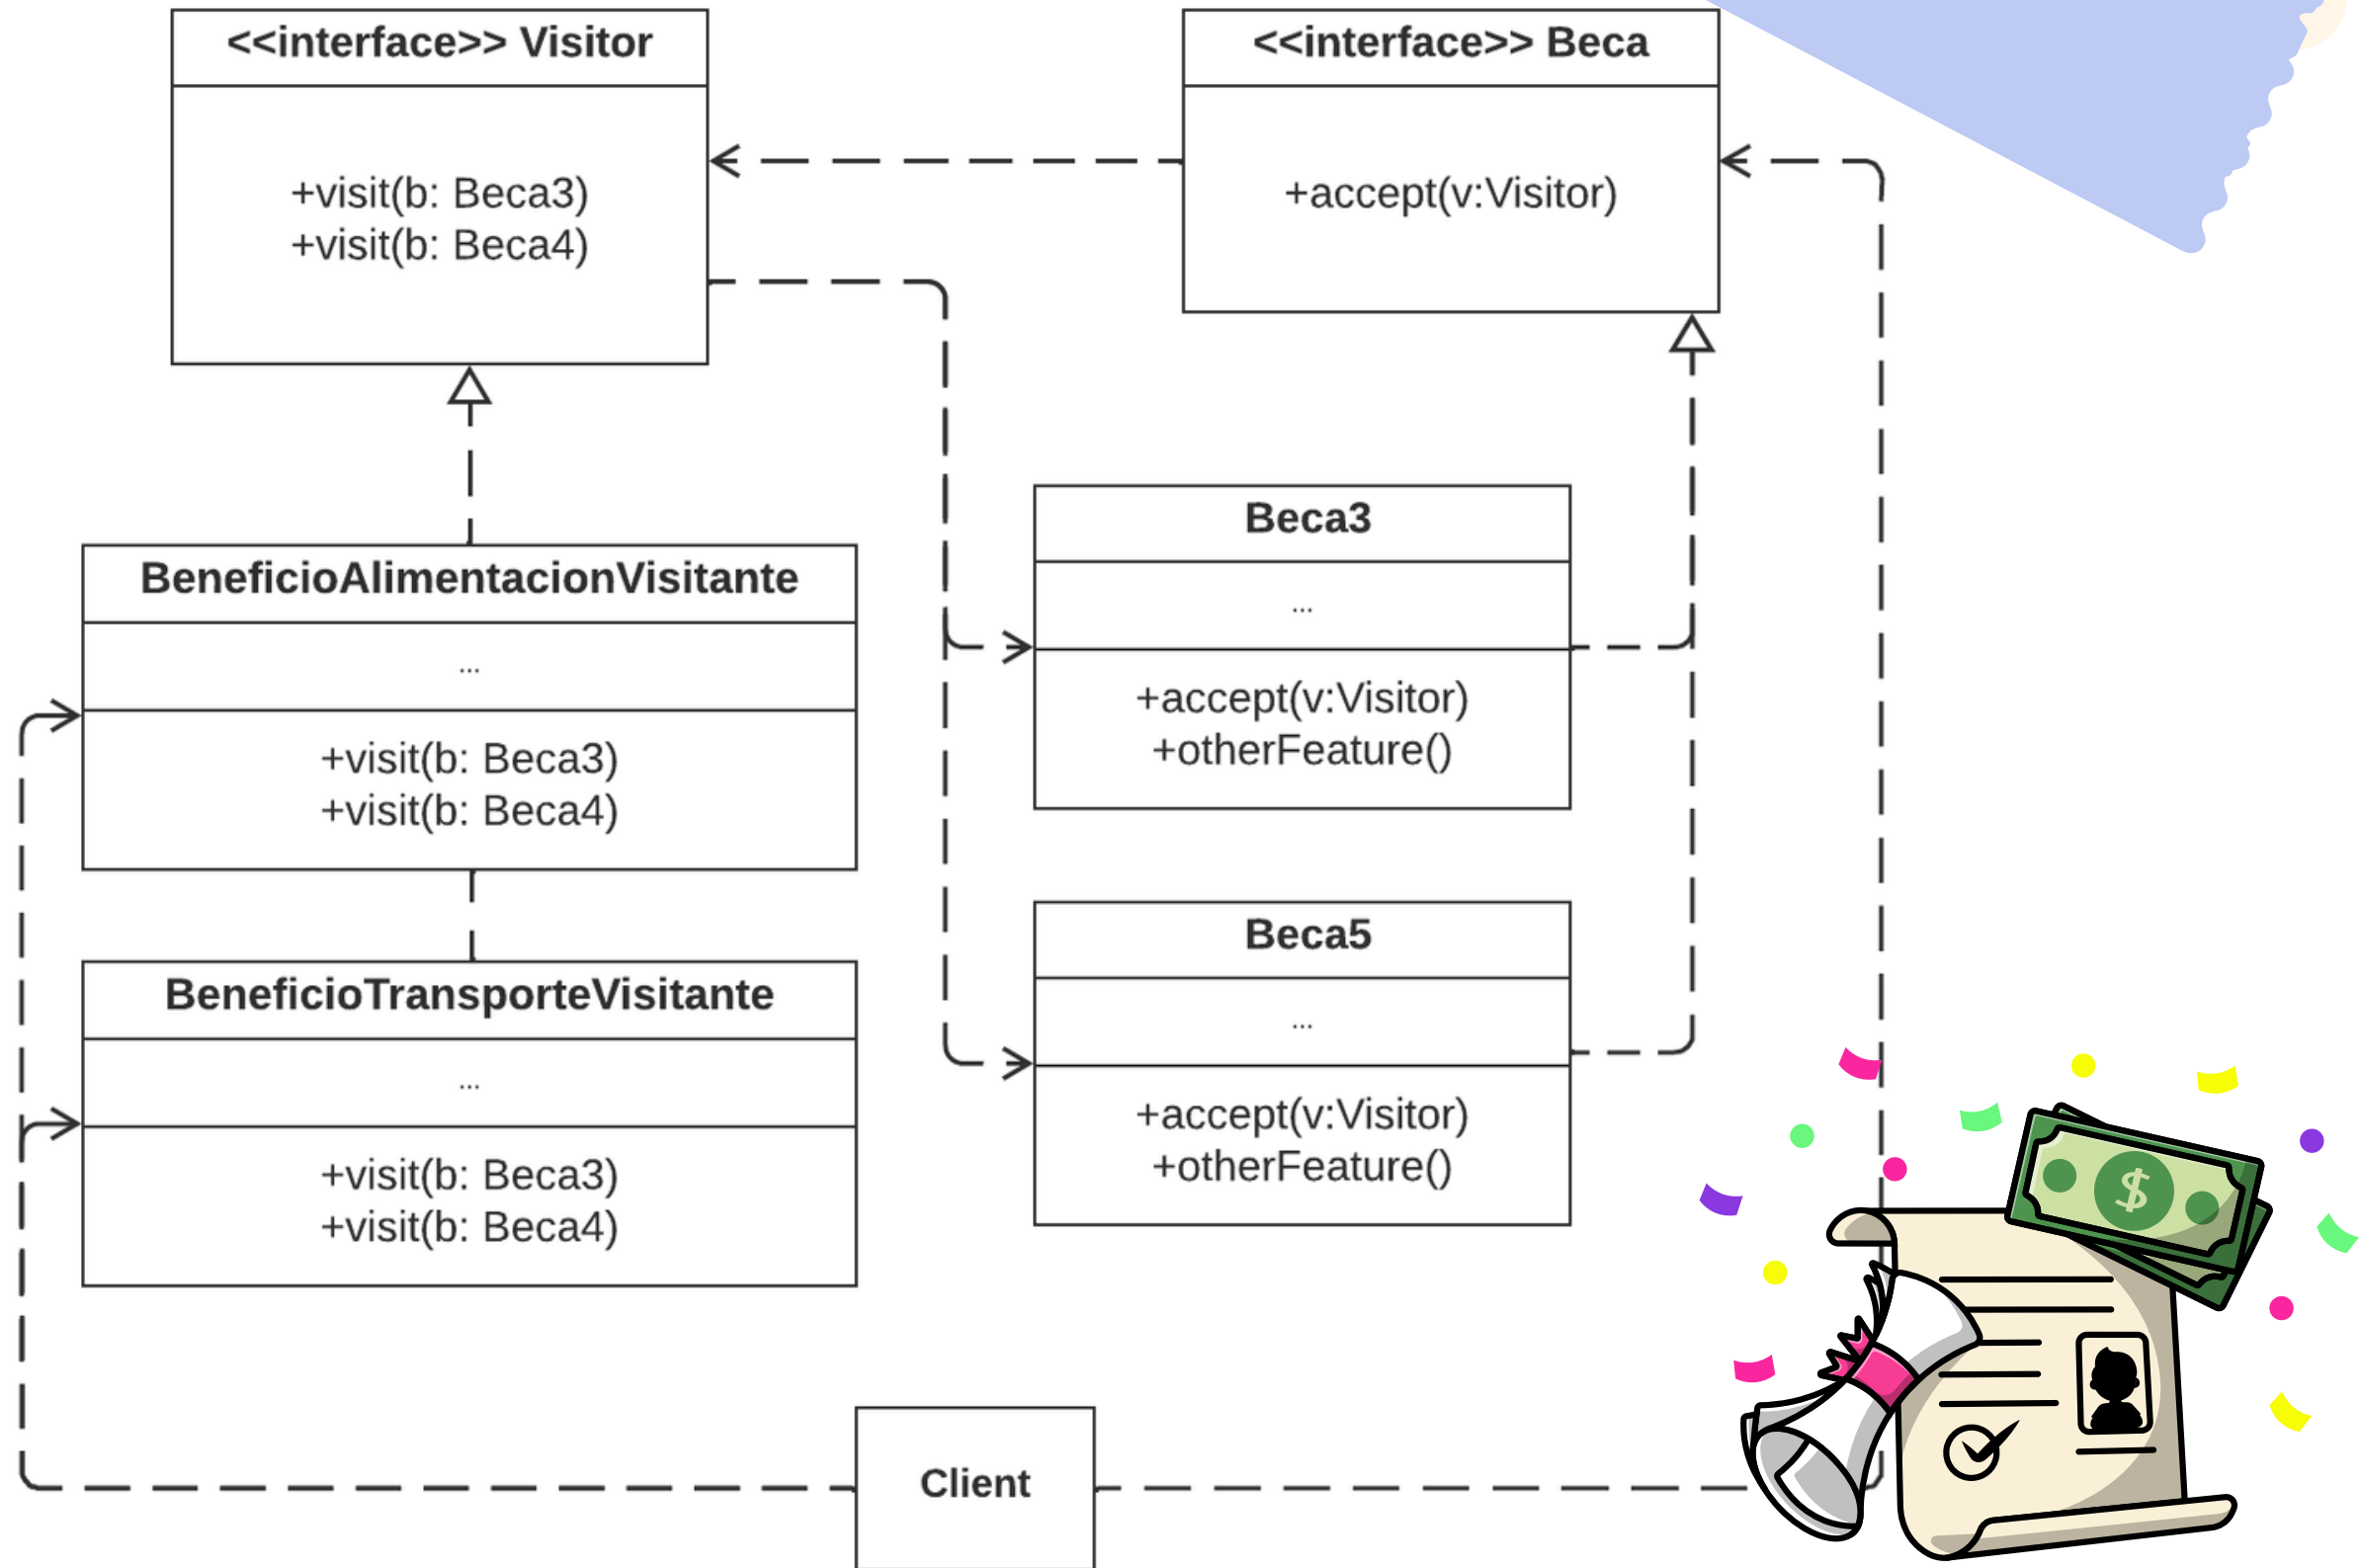 <<interface>> Visitor
+visit(b: Beca3)
+visit(b: Beca4)
<<interface>> Beca
+accept(v:Visitor)
BeneficioAlimentacionVisitante
...
+visit(b: Beca3)
+visit(b: Beca4)
Beca3
...
+accept(v:Visitor)
+otherFeature()
BeneficioTransporteVisitante
...
+visit(b: Beca3)
+visit(b: Beca4)
Beca5
...
+accept(v:Visitor)
+otherFeature()
Client
$